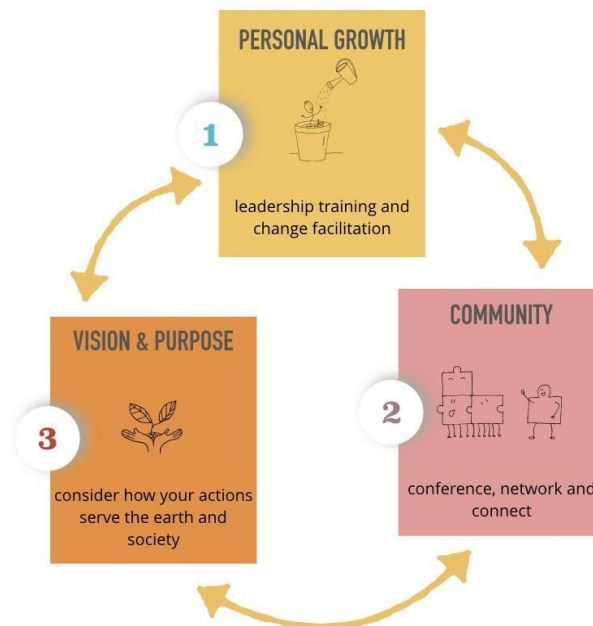 PERSONAL GROWTH
1
leadership training and
change facilitation
COMMUNITY
2
conference, network and
connect
VISION & PURPOSE
3
consider how your actions
serve the earth and
society